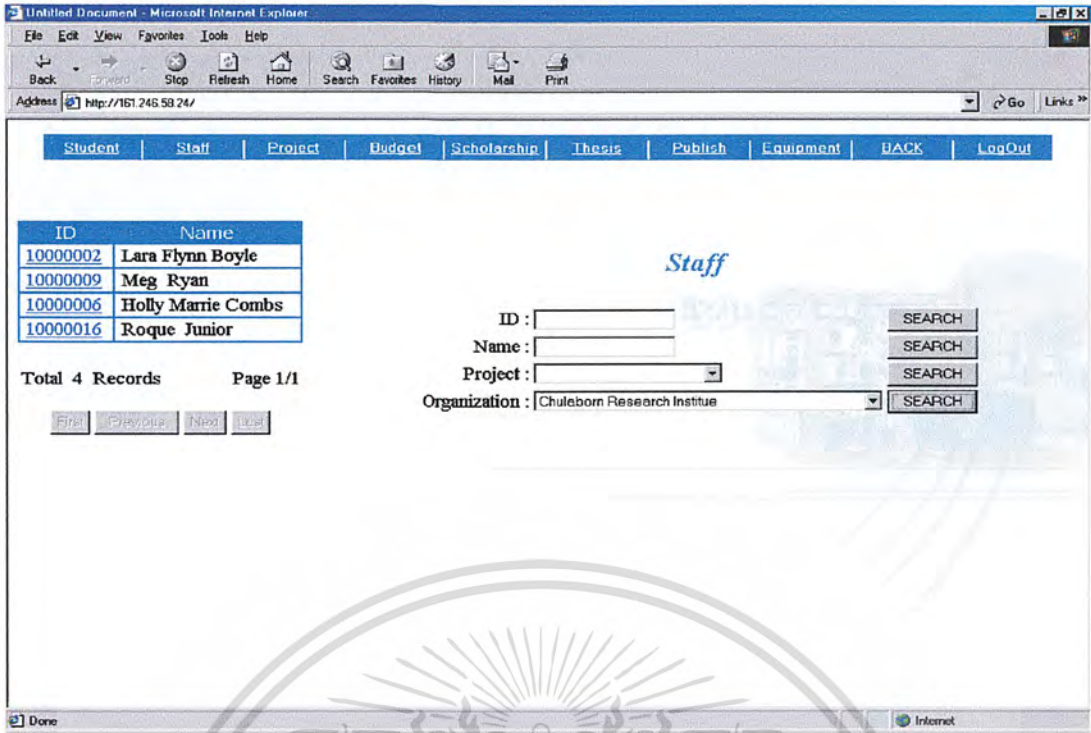 Untitled Document - Microsoft Internet Explorer
File Edit View Favorites Tools Help
Back Forward Stop Refresh Home Search Favorites History Mail Print
Address http://161.246.58.24/ Go Links »
Student | Staff | Project | Budget | Scholarship | Thesis | Publish | Equipment | BACK | LogOut
ID Name
10000002 Lara Flynn Boyle
10000009 Meg Ryan
10000006 Holly Marrie Combs
10000016 Roque Junior
Total 4 Records Page 1/1
First Previous Next Last
Staff
ID : SEARCH
Name : SEARCH
Project : SEARCH
Organization : Chulaborn Research Institue SEARCH
Done Internet